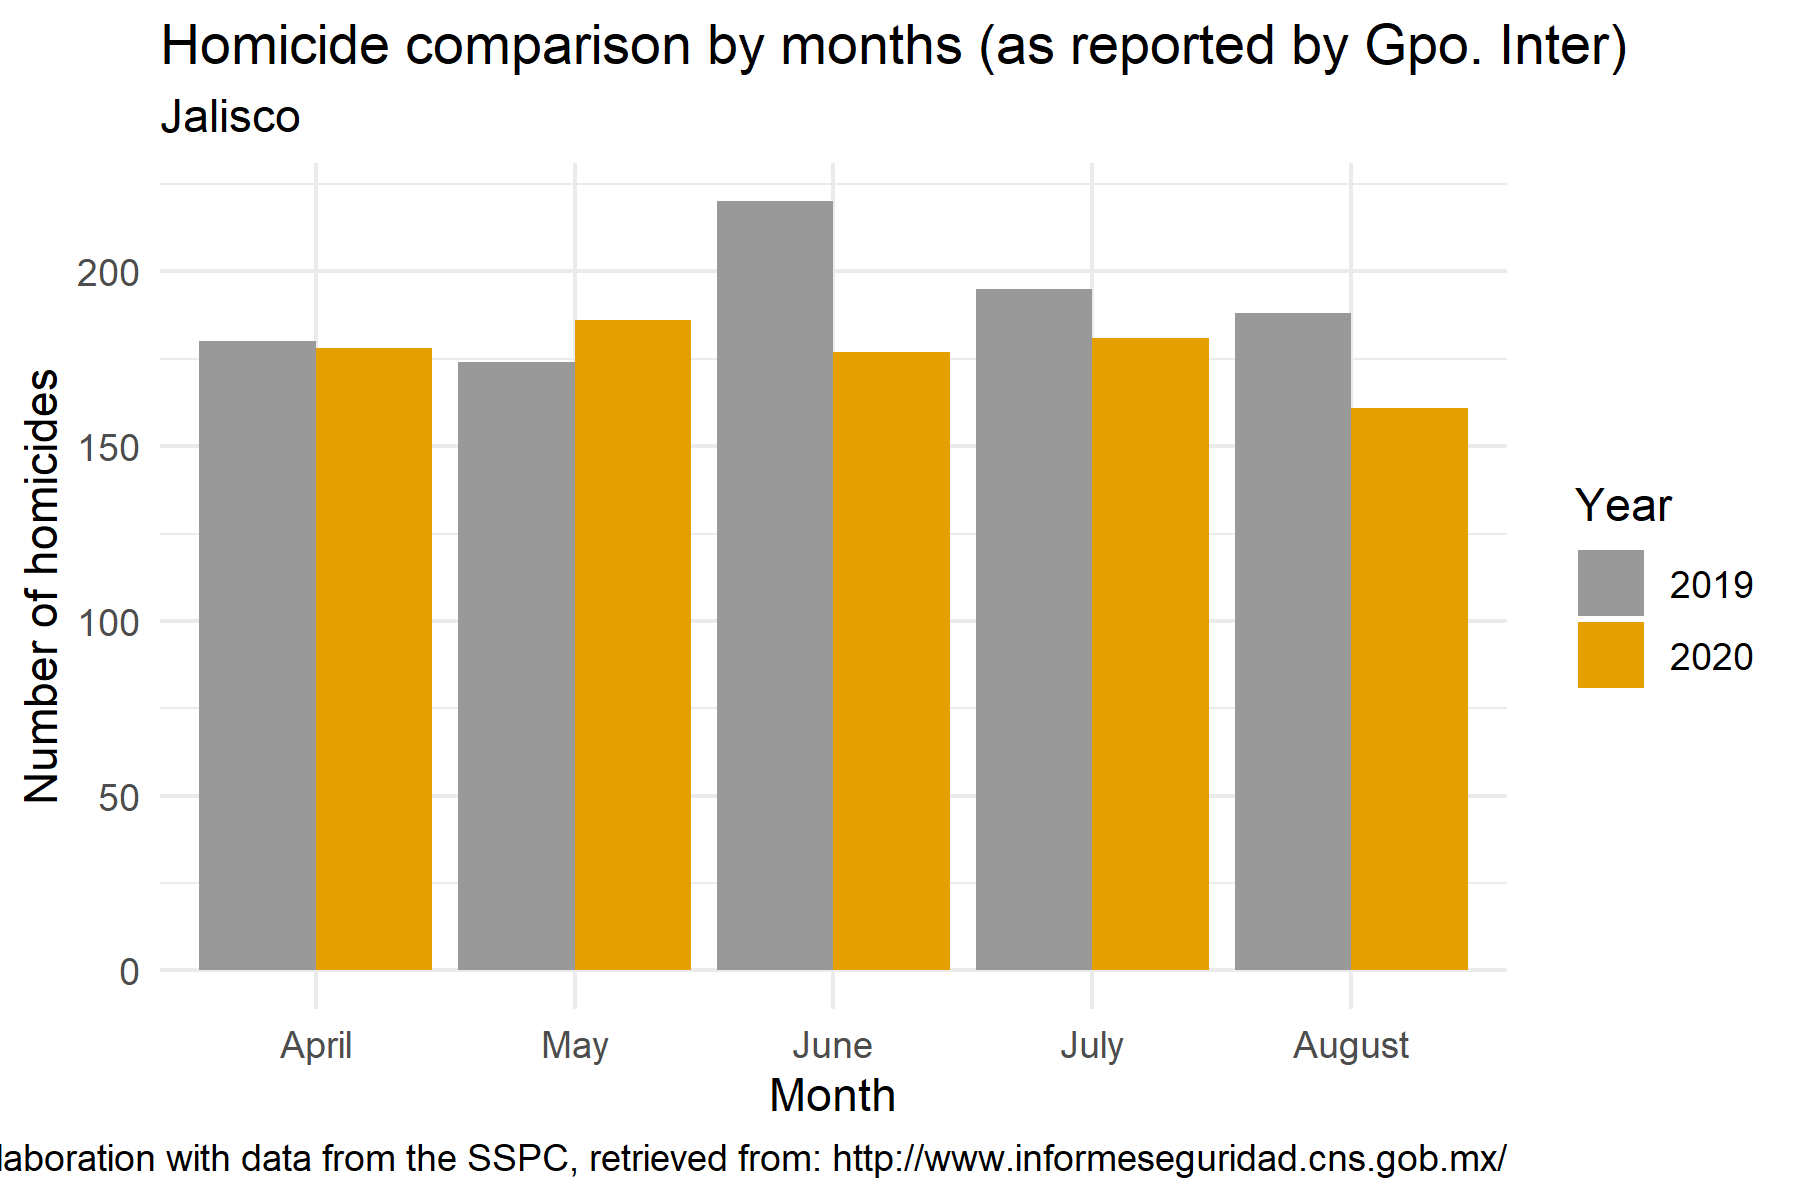 Homicide comparison by months (as reported by Gpo. Inter)
Jalisco
Number of homicides
200
150
100
50
0
April May June July August
Month
Year
2019
2020
laboration with data from the SSPC, retrieved from: http://www.informeseguridad.cns.gob.mx/